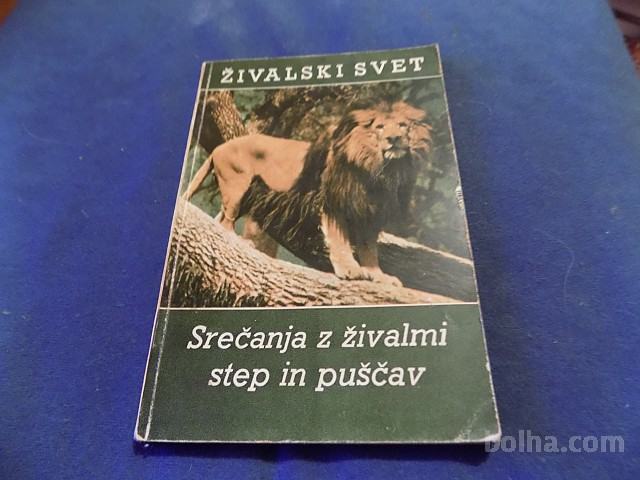 ŽIVALSKI SVET
Srečanja z živalmi
step in puščav
bolha.com